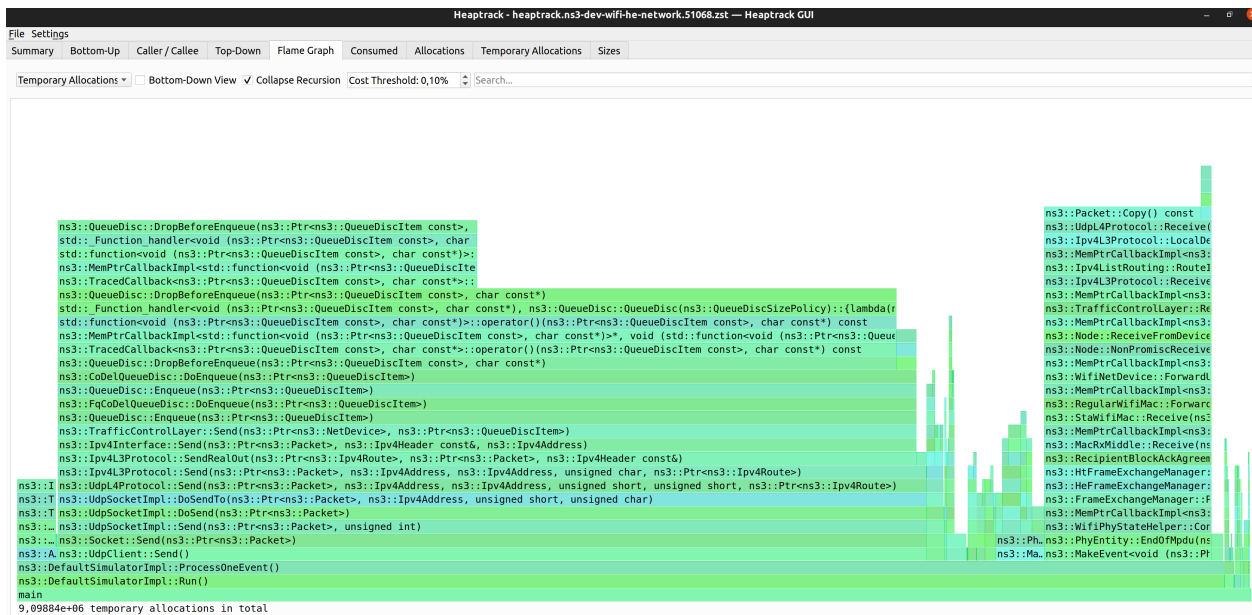 Heaptrack - heaptrack.ns3-dev-wifi-he-network.51068.zst — Heaptrack GUI
File Settings
Summary Bottom-Up Caller / Callee Top-Down Flame Graph Consumed Allocations Temporary Allocations Sizes
Temporary Allocations Bottom-Down View Collapse Recursion Cost Threshold: 0,10% Search...
ns3::Packet::Copy() const
ns3::QueueDisc::DropBeforeEnqueue(ns3::Ptr<ns3::QueueDiscItem const>, ns3::UdpL4Protocol::Receive(
std::_Function_handler<void (ns3::Ptr<ns3::QueueDiscItem const>, char ns3::Ipv4L3Protocol::LocalDe
std::function<void (ns3::Ptr<ns3::QueueDiscItem const>, char const*)>: ns3::MemPtrCallbackImpl<ns3:
ns3::MemPtrCallbackImpl<std::function<void (ns3::Ptr<ns3::QueueDiscIte ns3::Ipv4ListRouting::RouteI
ns3::TracedCallback<ns3::Ptr<ns3::QueueDiscItem const>, char const*>:: ns3::Ipv4L3Protocol::Receive
ns3::QueueDisc::DropBeforeEnqueue(ns3::Ptr<ns3::QueueDiscItem const>, char const*) ns3::MemPtrCallbackImpl<ns3:
std::_Function_handler<void (ns3::Ptr<ns3::QueueDiscItem const>, char const*), ns3::QueueDisc::QueueDisc(ns3::QueueDiscSizePolicy)::{lambda(n ns3::TrafficControlLayer::Re
std::function<void (ns3::Ptr<ns3::QueueDiscItem const>, char const*)>::operator()(ns3::Ptr<ns3::QueueDiscItem const>, char const*) const ns3::MemPtrCallbackImpl<ns3:
ns3::MemPtrCallbackImpl<std::function<void (ns3::Ptr<ns3::QueueDiscItem const>, char const*)>*, void (std::function<void (ns3::Ptr<ns3::QueueDiscItem const>, char const*)>::*)(ns3::Ptr<ns3::Queue ns3::Node::ReceiveFromDevice
ns3::TracedCallback<ns3::Ptr<ns3::QueueDiscItem const>, char const*>::operator()(ns3::Ptr<ns3::QueueDiscItem const>, char const*) const ns3::Node::NonPromiscReceive
ns3::QueueDisc::DropBeforeEnqueue(ns3::Ptr<ns3::QueueDiscItem const>, char const*) ns3::MemPtrCallbackImpl<ns3:
ns3::CoDelQueueDisc::DoEnqueue(ns3::Ptr<ns3::QueueDiscItem>) ns3::WifiNetDevice::ForwardU
ns3::QueueDisc::Enqueue(ns3::Ptr<ns3::QueueDiscItem>) ns3::MemPtrCallbackImpl<ns3:
ns3::FqCoDelQueueDisc::DoEnqueue(ns3::Ptr<ns3::QueueDiscItem>) ns3::RegularWifiMac::Forward
ns3::QueueDisc::Enqueue(ns3::Ptr<ns3::QueueDiscItem>) ns3::StaWifiMac::Receive(ns3
ns3::TrafficControlLayer::Send(ns3::Ptr<ns3::NetDevice>, ns3::Ptr<ns3::QueueDiscItem>) ns3::MemPtrCallbackImpl<ns3:
ns3::Ipv4Interface::Send(ns3::Ptr<ns3::Packet>, ns3::Ipv4Header const&, ns3::Ipv4Address) ns3::MacRxMiddle::Receive(ns
ns3::Ipv4L3Protocol::SendRealOut(ns3::Ptr<ns3::Ipv4Route>, ns3::Ptr<ns3::Packet>, ns3::Ipv4Header const&) ns3::RecipientBlockAckAgreem
ns3::Ipv4L3Protocol::Send(ns3::Ptr<ns3::Packet>, ns3::Ipv4Address, ns3::Ipv4Address, unsigned char, ns3::Ptr<ns3::Ipv4Route>) ns3::HtFrameExchangeManager:
ns3::I ns3::UdpL4Protocol::Send(ns3::Ptr<ns3::Packet>, ns3::Ipv4Address, ns3::Ipv4Address, unsigned short, unsigned short, ns3::Ptr<ns3::Ipv4Route>) ns3::HeFrameExchangeManager:
ns3::T ns3::UdpSocketImpl::DoSendTo(ns3::Ptr<ns3::Packet>, ns3::Ipv4Address, unsigned short, unsigned char) ns3::FrameExchangeManager::P
ns3::T ns3::UdpSocketImpl::DoSend(ns3::Ptr<ns3::Packet>) ns3::MemPtrCallbackImpl<ns3:
ns3::… ns3::UdpSocketImpl::Send(ns3::Ptr<ns3::Packet>, unsigned int) ns3::WifiPhyStateHelper::Con
ns3::… ns3::Socket::Send(ns3::Ptr<ns3::Packet>) ns3::Ph… ns3::PhyEntity::EndOfMpdu(ns
ns3::A… ns3::UdpClient::Send() ns3::Ma… ns3::MakeEvent<void (ns3::Ph
ns3::DefaultSimulatorImpl::ProcessOneEvent()
ns3::DefaultSimulatorImpl::Run()
main
9,09884e+06 temporary allocations in total